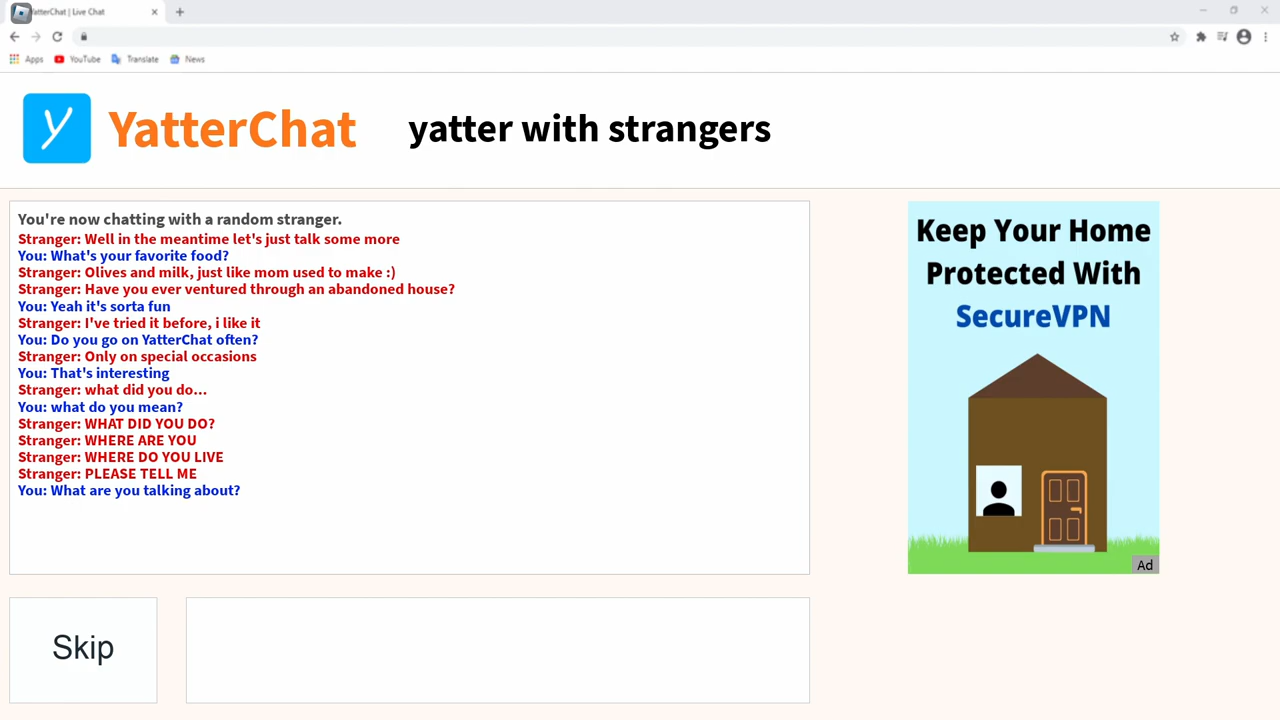 YatterChat | Live Chat
Apps
YouTube
Translate
News
y
YatterChat
yatter with strangers
You're now chatting with a random stranger.
Stranger: Well in the meantime let's just talk some more
You: What's your favorite food?
Stranger: Olives and milk, just like mom used to make :)
Stranger: Have you ever ventured through an abandoned house?
You: Yeah it's sorta fun
Stranger: I've tried it before, i like it
You: Do you go on YatterChat often?
Stranger: Only on special occasions
You: That's interesting
Stranger: what did you do...
You: what do you mean?
Stranger: WHAT DID YOU DO?
Stranger: WHERE ARE YOU
Stranger: WHERE DO YOU LIVE
Stranger: PLEASE TELL ME
You: What are you talking about?
Keep Your Home
Protected With
SecureVPN
Ad
Skip